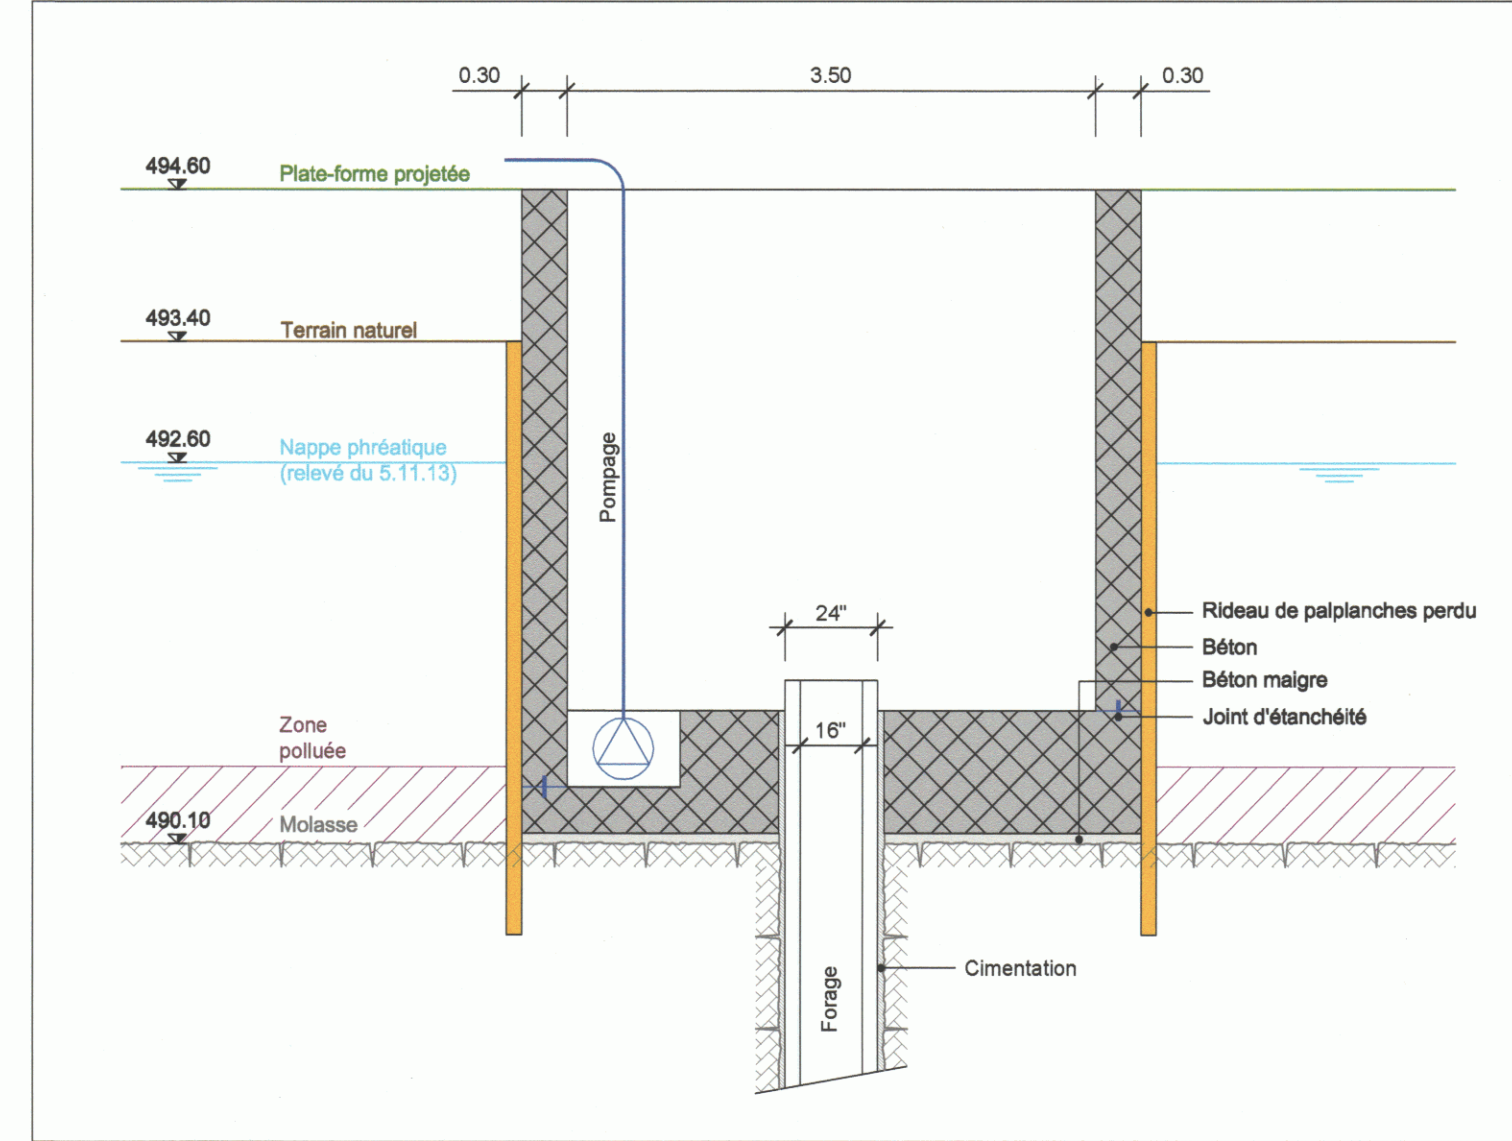 0.30
3.50
0.30
494.60
Plate-forme projetée
493.40
Terrain naturel
492.60
Nappe phréatique
(relevé du 5.11.13)
Pompage
24"
Rideau de palplanches perdu
Béton
Béton maigre
Joint d'étanchéité
Zone
polluée
16"
490.10
Molasse
Cimentation
Forage